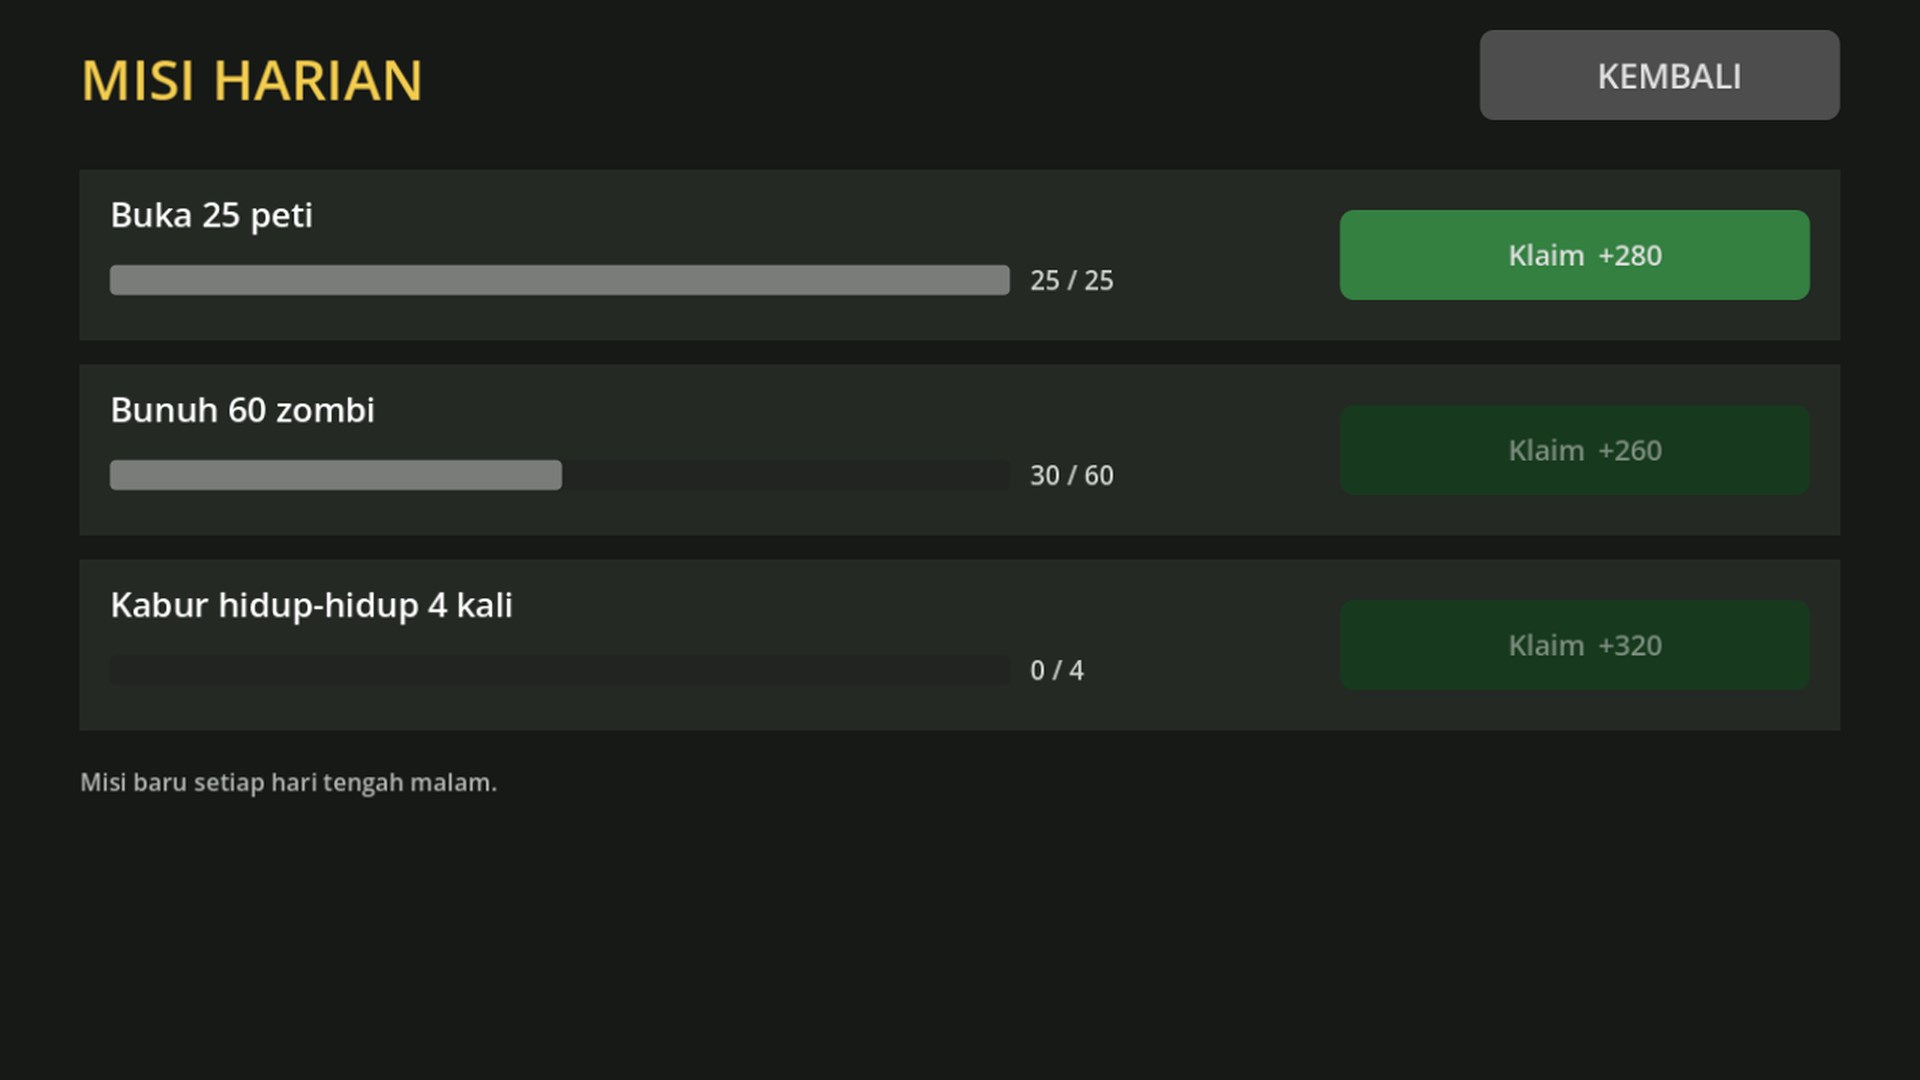 MISI HARIAN
KEMBALI
Buka 25 peti
25 / 25
Klaim +280
Bunuh 60 zombi
30 / 60
Klaim +260
Kabur hidup-hidup 4 kali
0 / 4
Klaim +320
Misi baru setiap hari tengah malam.